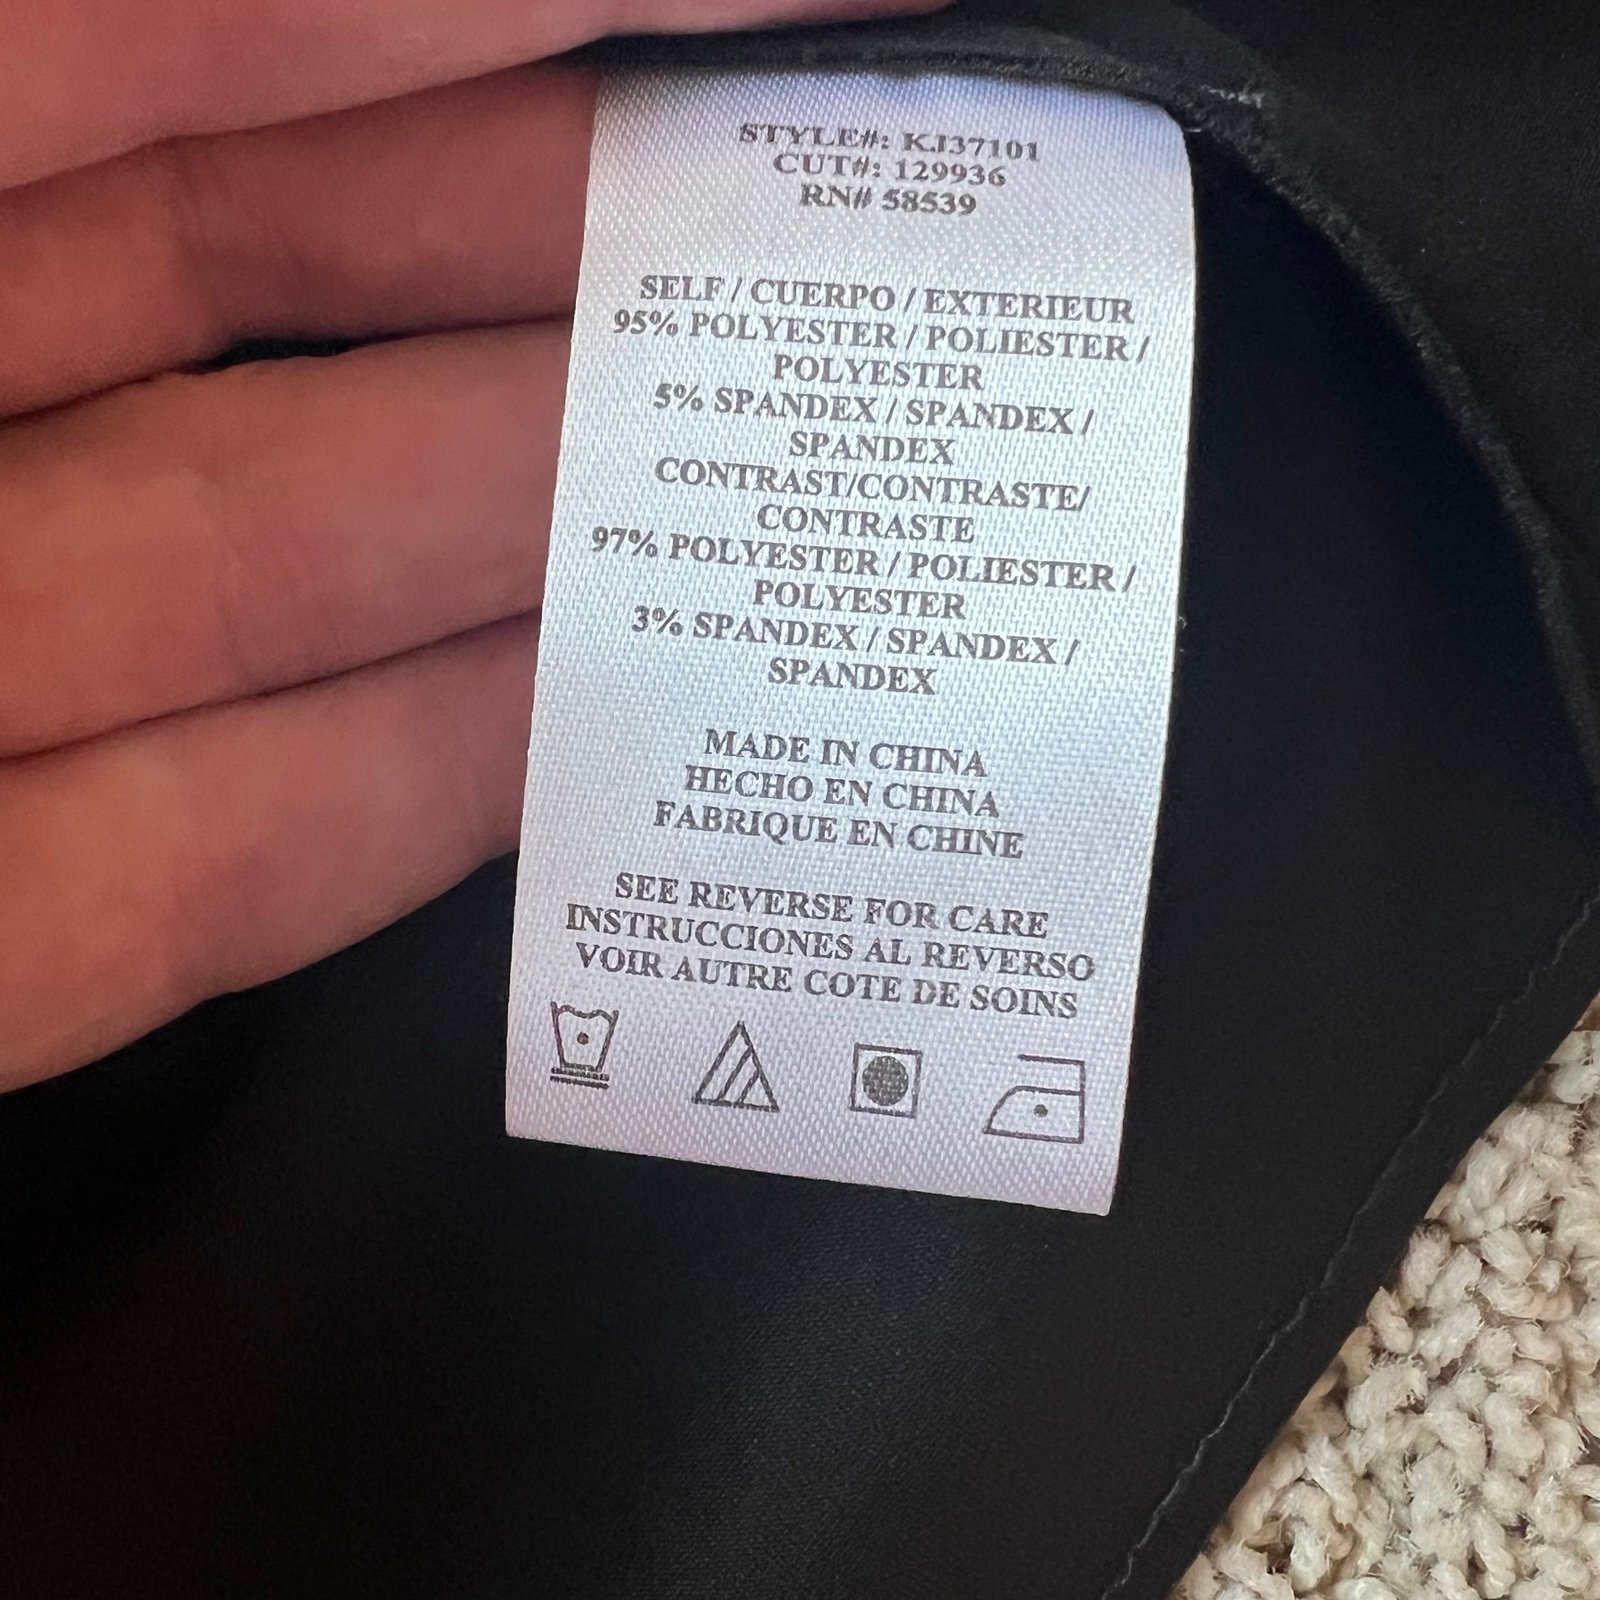 STYLE#: KJ37101
CUT#: 129936
RN# 58539
SELF / CUERPO / EXTERIEUR
95% POLYESTER / POLIESTER /
POLYESTER
5% SPANDEX / SPANDEX /
SPANDEX
CONTRAST/CONTRASTE/
CONTRASTE
97% POLYESTER / POLIESTER /
POLYESTER
3% SPANDEX / SPANDEX /
SPANDEX
MADE IN CHINA
HECHO EN CHINA
FABRIQUE EN CHINE
SEE REVERSE FOR CARE
INSTRUCCIONES AL REVERSO
VOIR AUTRE COTE DE SOINS